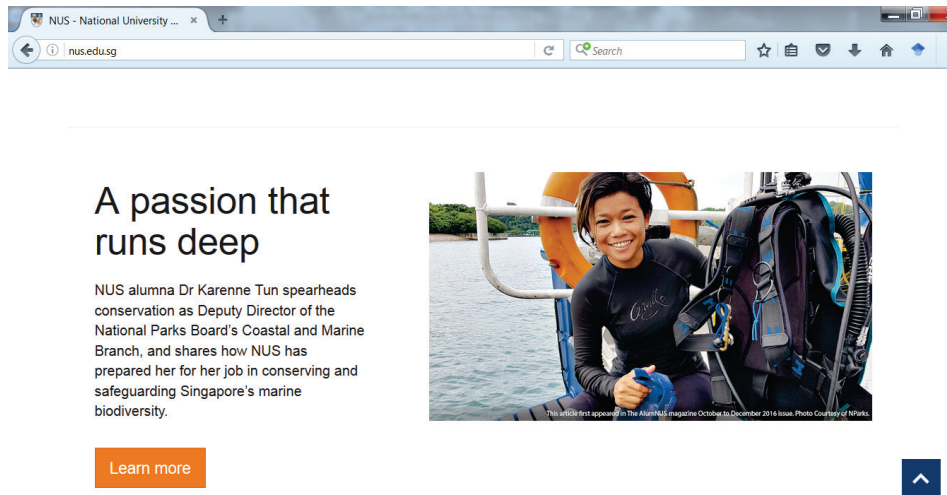 NUS - National University ...
nus.edu.sg
Search
A passion that
runs deep
NUS alumna Dr Karenne Tun spearheads
conservation as Deputy Director of the
National Parks Board's Coastal and Marine
Branch, and shares how NUS has
prepared her for her job in conserving and
safeguarding Singapore's marine
biodiversity.
O'Neill
This article first appeared in The AlumNUS magazine October to December 2016 issue. Photo Courtesy of NParks.
Learn more